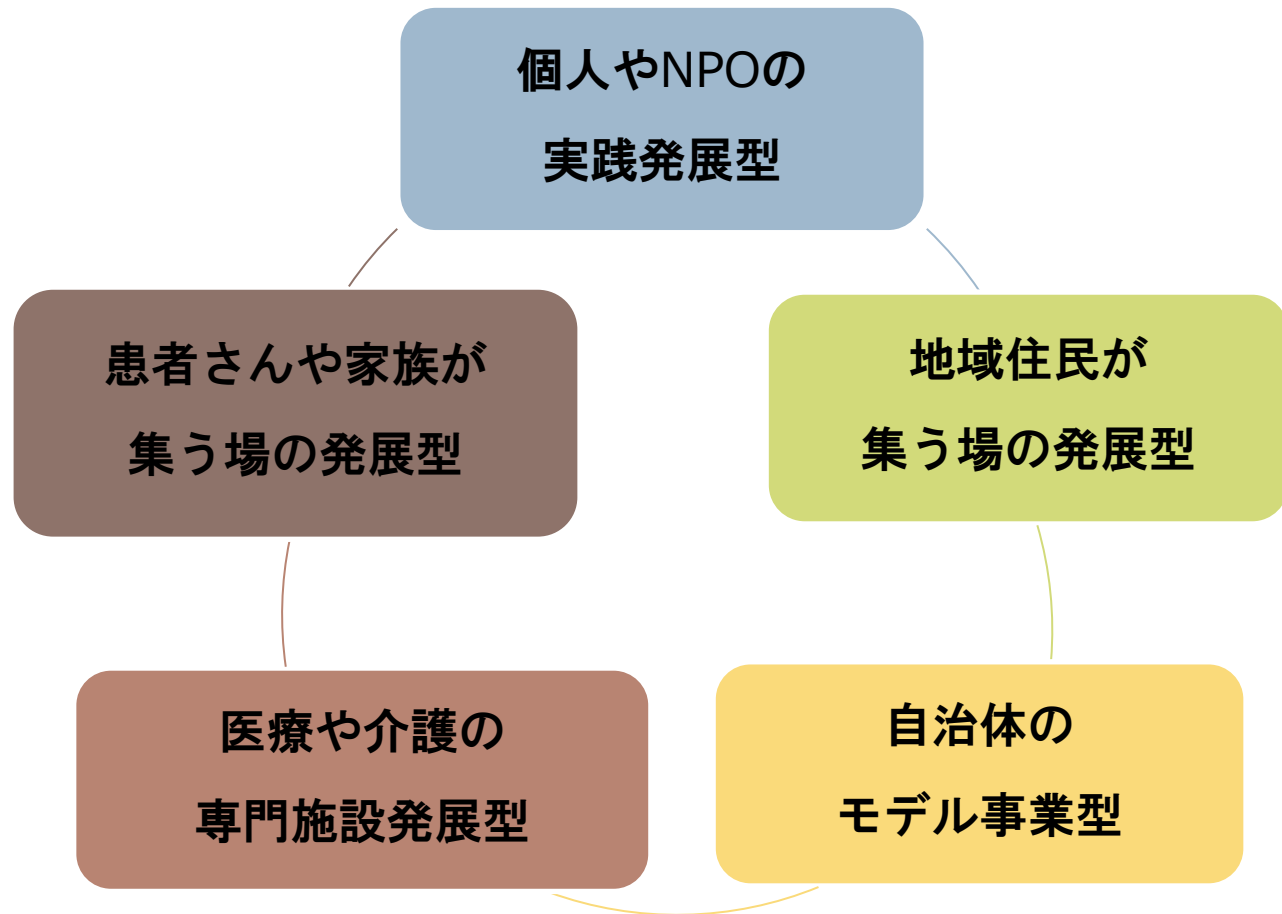 個人やNPOの
実践発展型
患者さんや家族が
集う場の発展型
地域住民が
集う場の発展型
医療や介護の
専門施設発展型
自治体の
モデル事業型